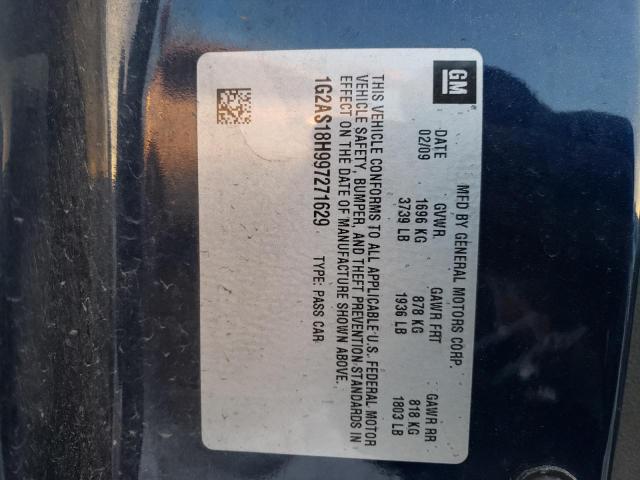 GM
MFD BY GENERAL MOTORS CORP.
DATE GVWR GAWR FRT GAWR RR
02/09 1696 KG 878 KG 818 KG
3739 LB 1936 LB 1803 LB
THIS VEHICLE CONFORMS TO ALL APPLICABLE U.S. FEDERAL MOTOR
VEHICLE SAFETY, BUMPER, AND THEFT PREVENTION STANDARDS IN
EFFECT ON THE DATE OF MANUFACTURE SHOWN ABOVE.
1G2AS18H997271629 TYPE: PASS CAR